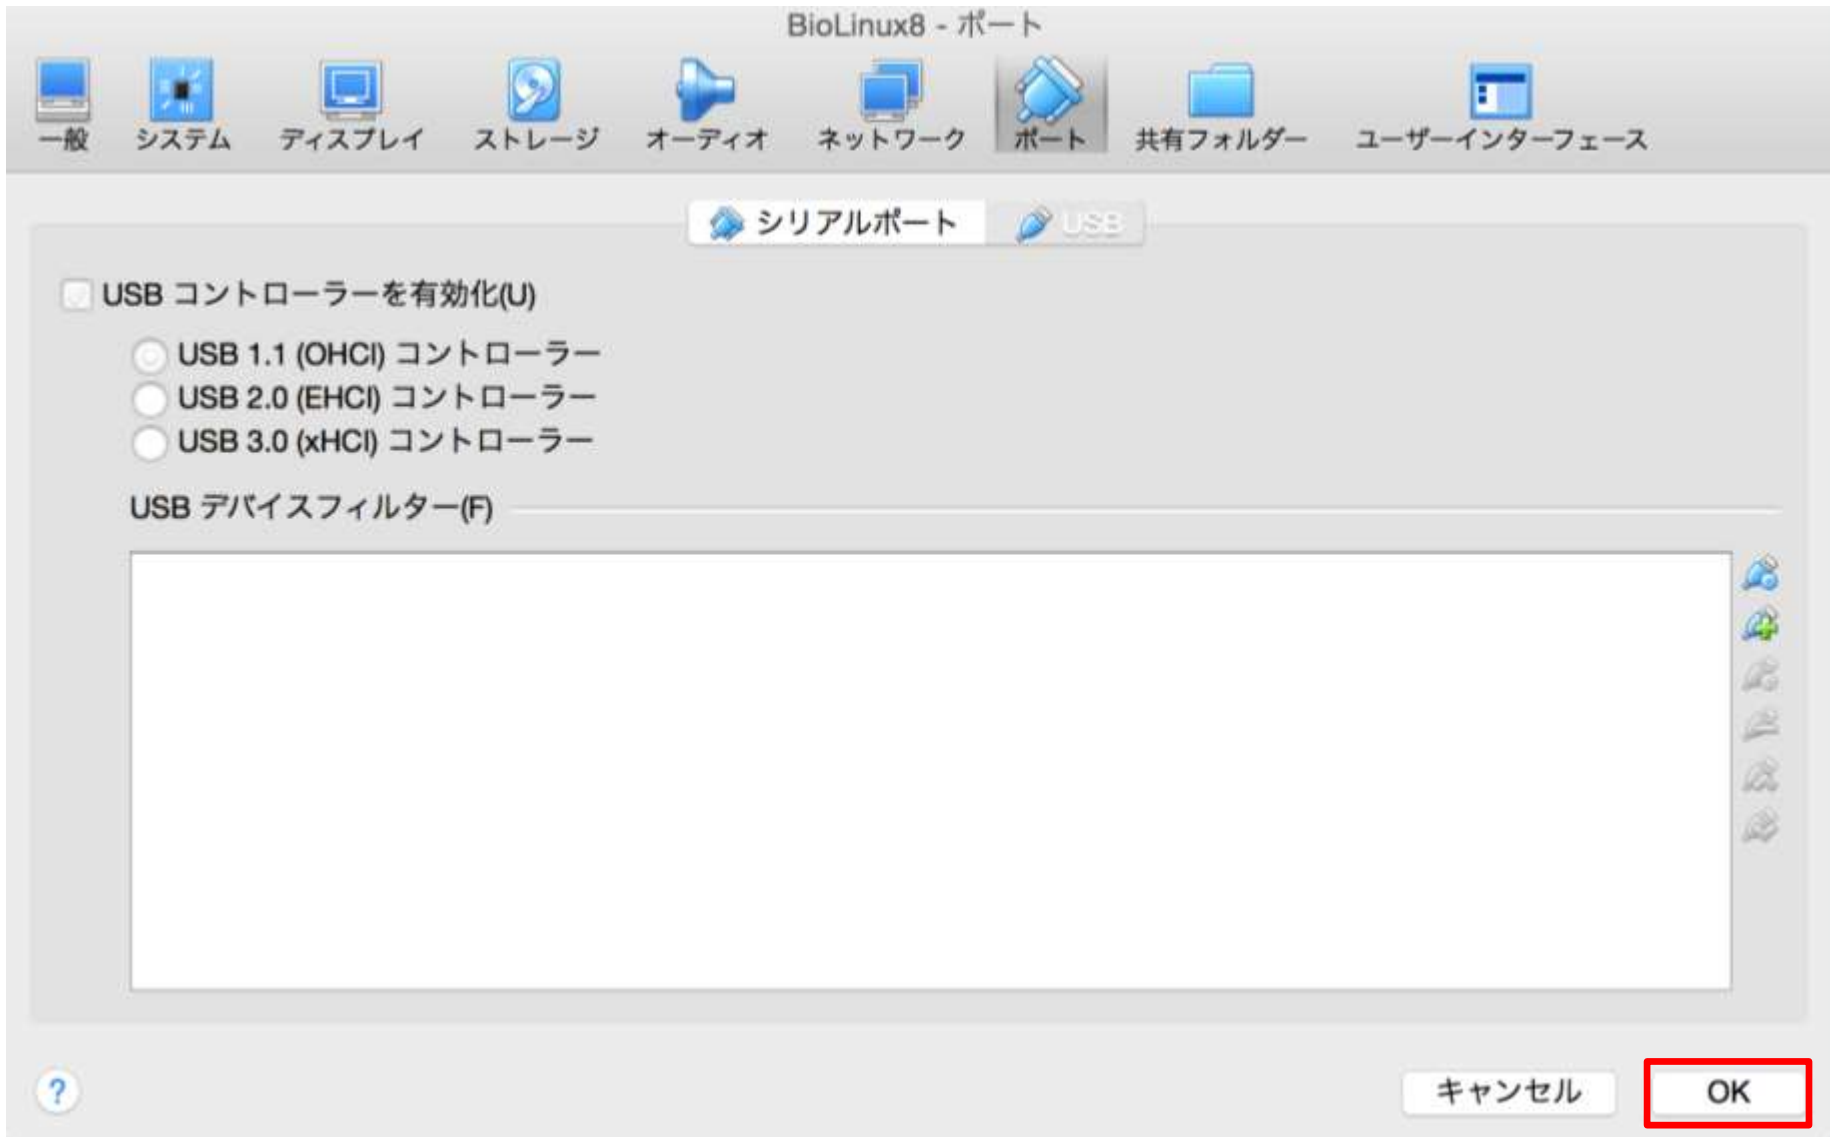 BioLinux8 - ポート
一般 システム ディスプレイ ストレージ オーディオ ネットワーク ポート 共有フォルダー ユーザーインターフェース
シリアルポート USB
USB コントローラーを有効化(U)
USB 1.1 (OHCI) コントローラー
USB 2.0 (EHCI) コントローラー
USB 3.0 (xHCI) コントローラー
USB デバイスフィルター(F)
? キャンセル OK